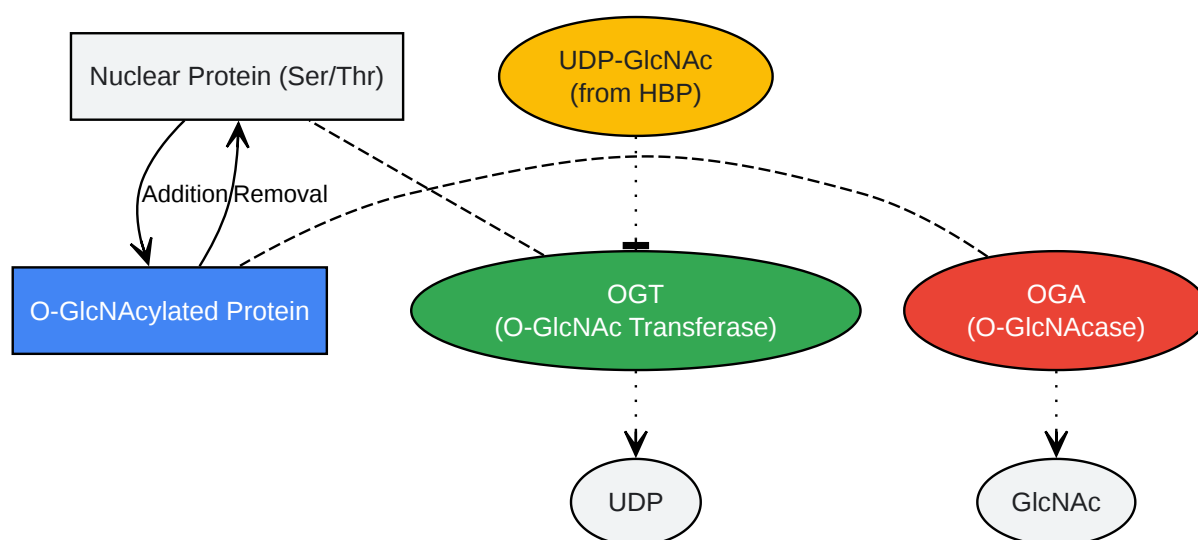 Nuclear Protein (Ser/Thr)
UDP-GlcNAc
(from HBP)
Addition
Removal
O-GlcNAcylated Protein
OGT
(O-GlcNAc Transferase)
OGA
(O-GlcNAcase)
UDP
GlcNAc